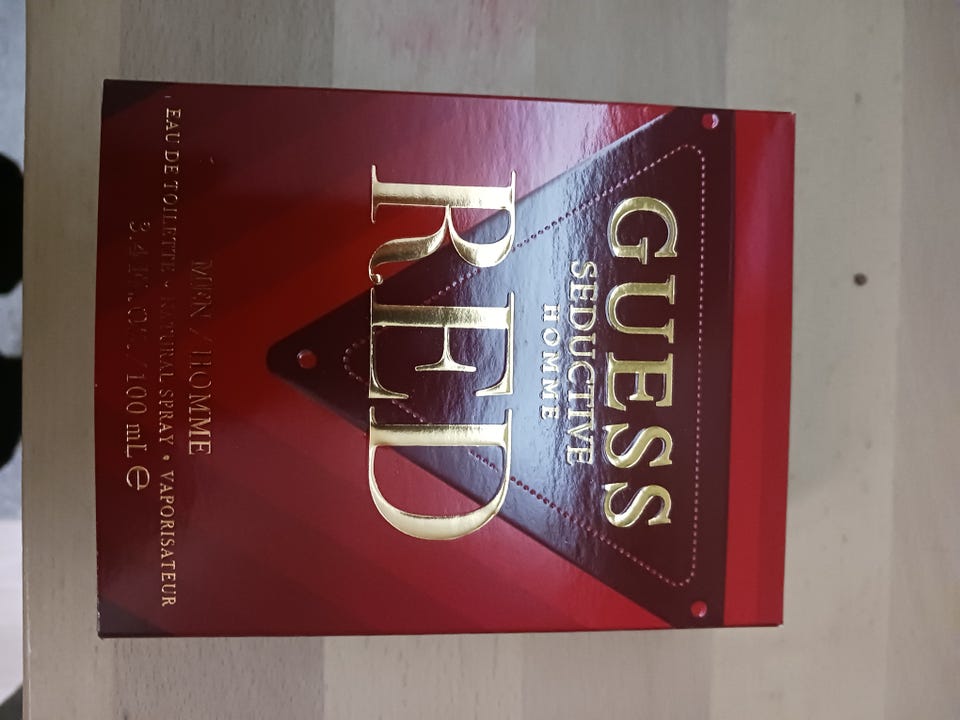 GUESS
SEDUCTIVE
HOMME
RED
MEN / HOMME
EAU DE TOILETTE • NATURAL SPRAY • VAPORISATEUR
3.4 FL.OZ. / 100 mL ℮